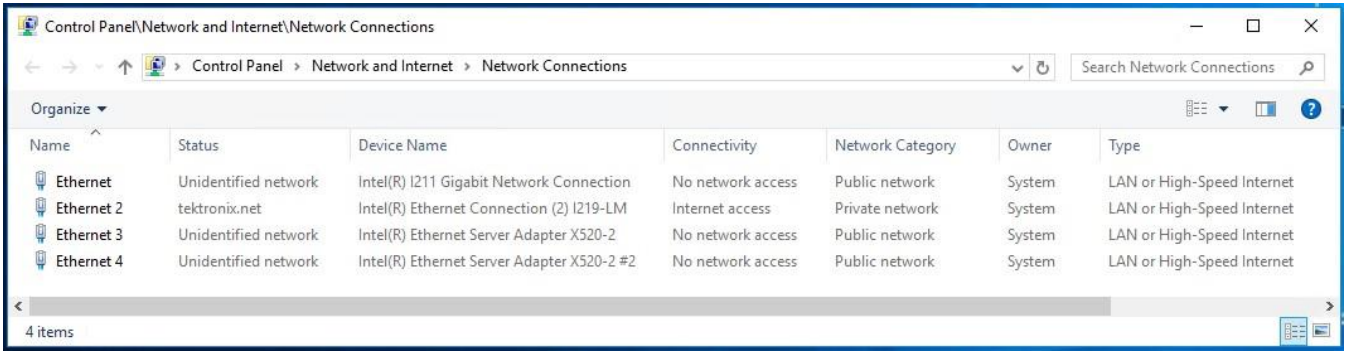 Control Panel\Network and Internet\Network Connections
Control Panel > Network and Internet > Network Connections Search Network Connections
Organize
Name Status Device Name Connectivity Network Category Owner Type
Ethernet Unidentified network Intel(R) I211 Gigabit Network Connection No network access Public network System LAN or High-Speed Internet
Ethernet 2 tektronix.net Intel(R) Ethernet Connection (2) I219-LM Internet access Private network System LAN or High-Speed Internet
Ethernet 3 Unidentified network Intel(R) Ethernet Server Adapter X520-2 No network access Public network System LAN or High-Speed Internet
Ethernet 4 Unidentified network Intel(R) Ethernet Server Adapter X520-2 #2 No network access Public network System LAN or High-Speed Internet
4 items